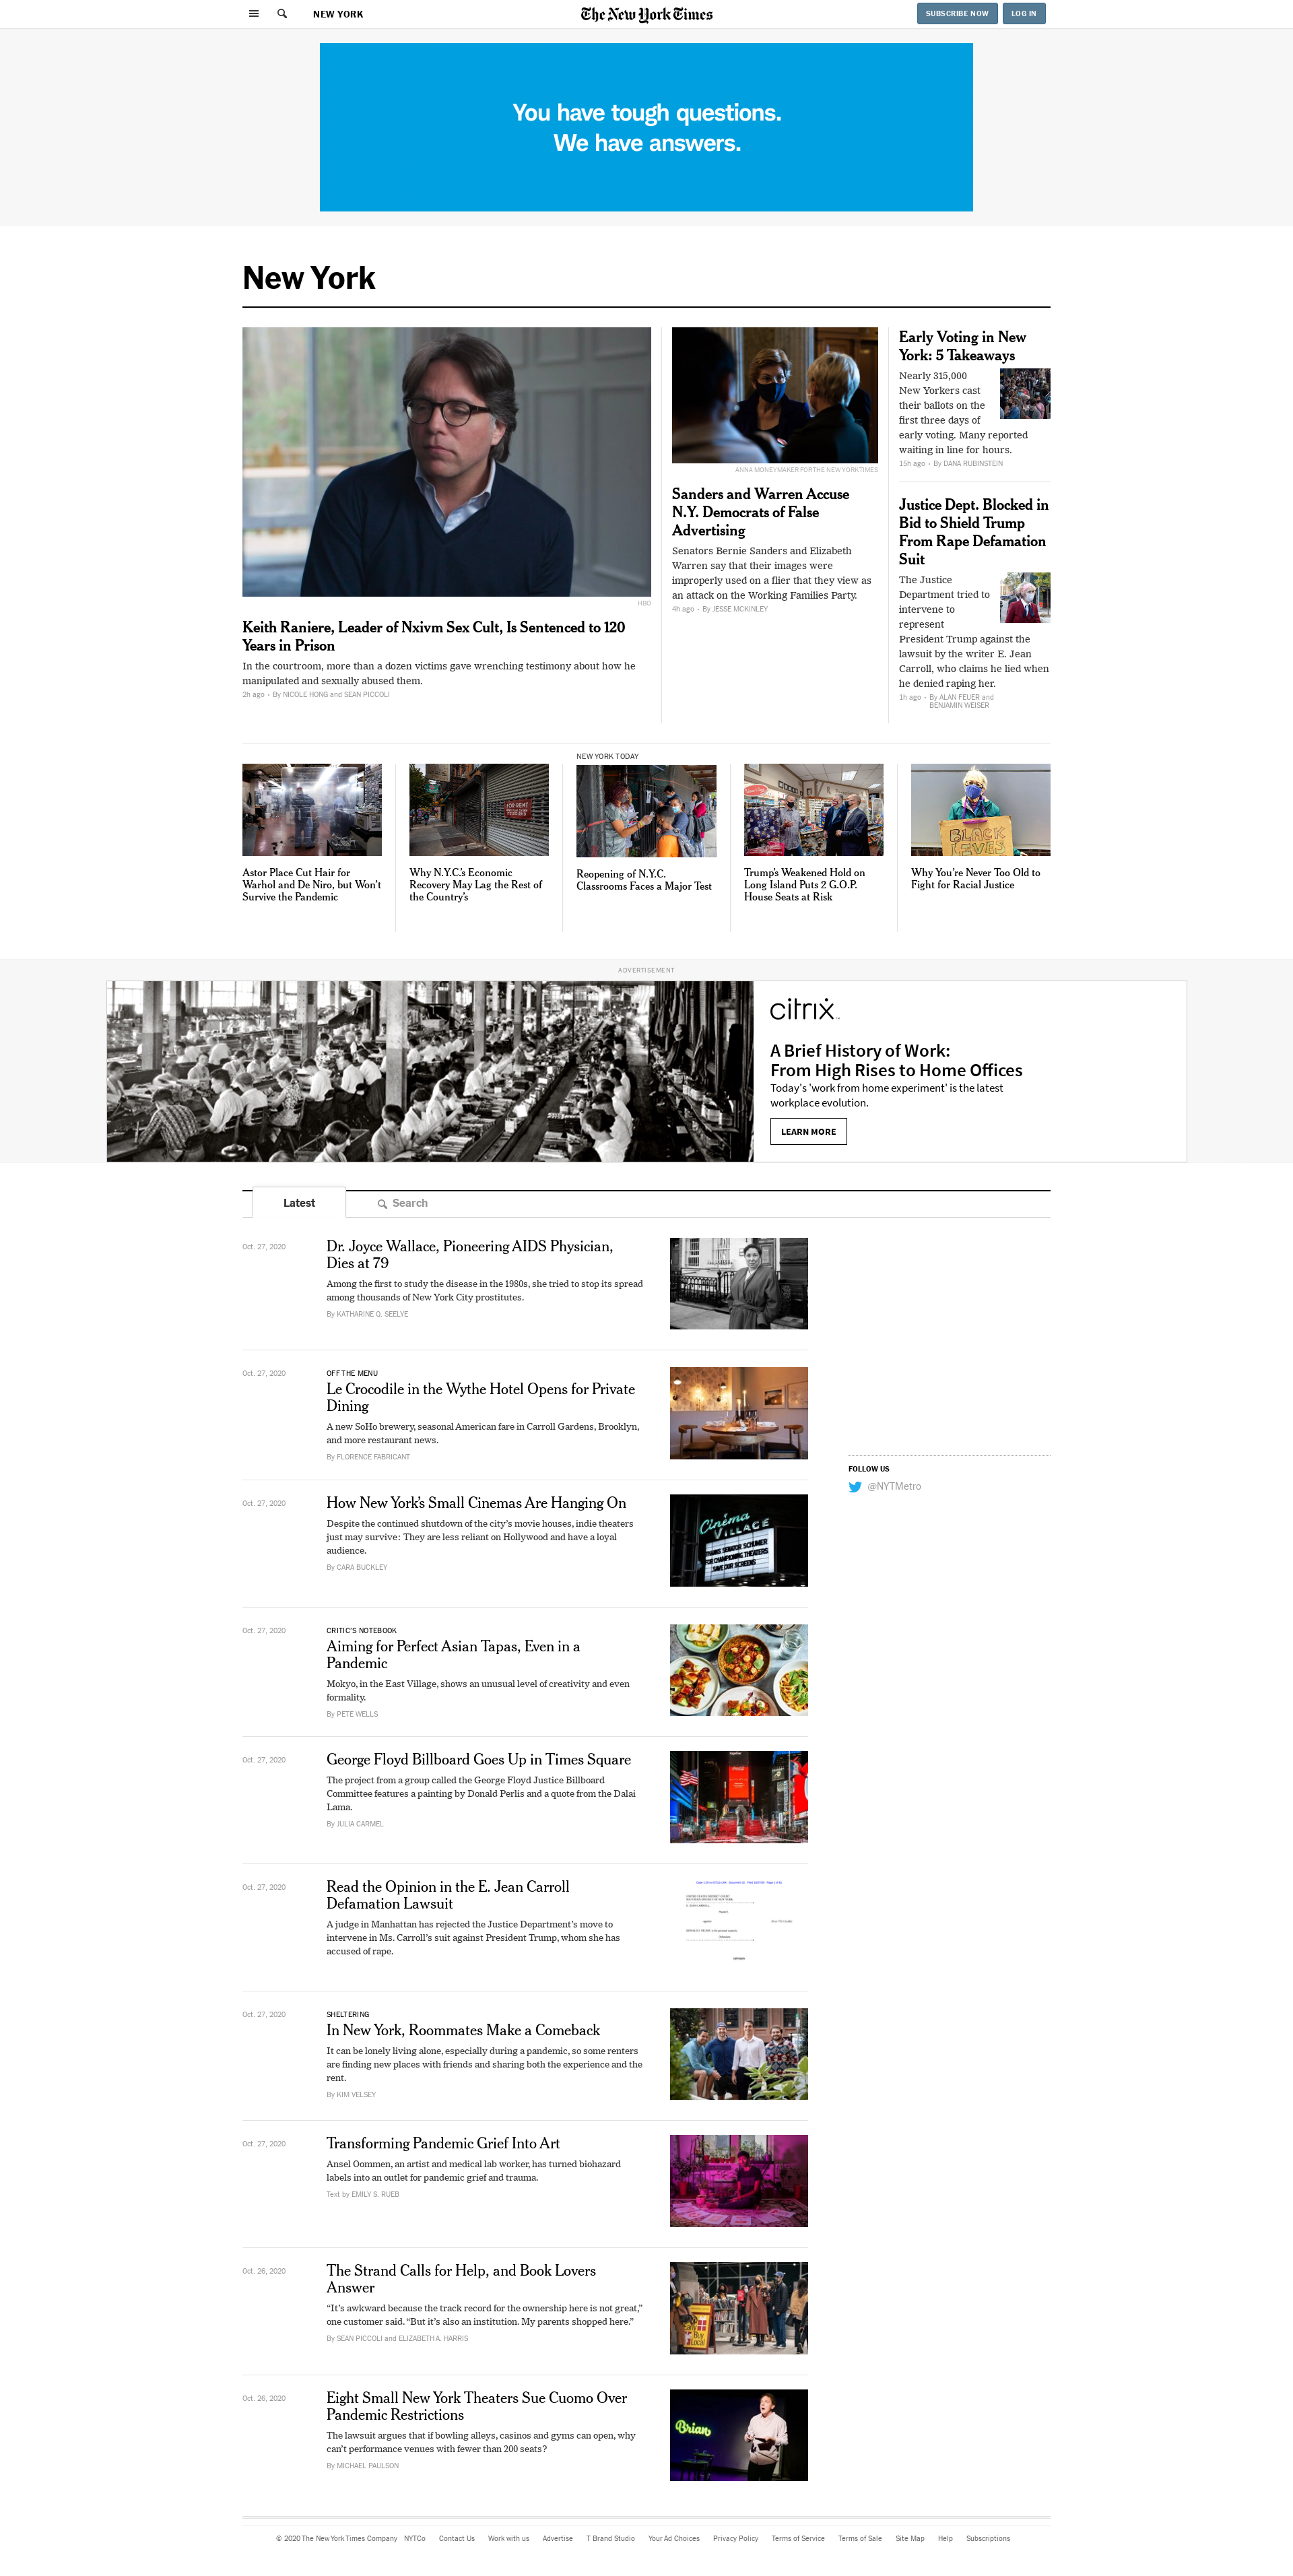 NEW YORK
The New York Times
SUBSCRIBE NOW
LOG IN
You have tough questions.
We have answers.
New York
HBO
Keith Raniere, Leader of Nxivm Sex Cult, Is Sentenced to 120
Years in Prison
In the courtroom, more than a dozen victims gave wrenching testimony about how he
manipulated and sexually abused them.
2h ago • By NICOLE HONG and SEAN PICCOLI
ANNA MONEYMAKER FOR THE NEW YORK TIMES
Sanders and Warren Accuse
N.Y. Democrats of False
Advertising
Senators Bernie Sanders and Elizabeth
Warren say that their images were
improperly used on a flier that they view as
an attack on the Working Families Party.
4h ago • By JESSE MCKINLEY
Early Voting in New
York: 5 Takeaways
Nearly 315,000
New Yorkers cast
their ballots on the
first three days of
early voting. Many reported
waiting in line for hours.
15h ago • By DANA RUBINSTEIN
Justice Dept. Blocked in
Bid to Shield Trump
From Rape Defamation
Suit
The Justice
Department tried to
intervene to
represent
President Trump against the
lawsuit by the writer E. Jean
Carroll, who claims he lied when
he denied raping her.
1h ago • By ALAN FEUER and
BENJAMIN WEISER
FOR RENT
Astor Place Cut Hair for
Warhol and De Niro, but Won't
Survive the Pandemic
Why N.Y.C.'s Economic
Recovery May Lag the Rest of
the Country's
NEW YORK TODAY
Reopening of N.Y.C.
Classrooms Faces a Major Test
Trump's Weakened Hold on
Long Island Puts 2 G.O.P.
House Seats at Risk
BLACK
LIVES
Why You're Never Too Old to
Fight for Racial Justice
ADVERTISEMENT
citrix
A Brief History of Work:
From High Rises to Home Offices
Today's 'work from home experiment' is the latest
workplace evolution.
LEARN MORE
Latest
Search
Oct. 27, 2020
Dr. Joyce Wallace, Pioneering AIDS Physician,
Dies at 79
Among the first to study the disease in the 1980s, she tried to stop its spread
among thousands of New York City prostitutes.
By KATHARINE Q. SEELYE
Oct. 27, 2020
OFF THE MENU
Le Crocodile in the Wythe Hotel Opens for Private
Dining
A new SoHo brewery, seasonal American fare in Carroll Gardens, Brooklyn,
and more restaurant news.
By FLORENCE FABRICANT
FOLLOW US
@NYTMetro
Oct. 27, 2020
How New York's Small Cinemas Are Hanging On
Despite the continued shutdown of the city's movie houses, indie theaters
just may survive: They are less reliant on Hollywood and have a loyal
audience.
By CARA BUCKLEY
Cinema
VILLAGE
THANKS SENATOR SCHUMER
FOR CHAMPIONING THEATERS
SAVE OUR SCREENS
Oct. 27, 2020
CRITIC'S NOTEBOOK
Aiming for Perfect Asian Tapas, Even in a
Pandemic
Mokyo, in the East Village, shows an unusual level of creativity and even
formality.
By PETE WELLS
Oct. 27, 2020
George Floyd Billboard Goes Up in Times Square
The project from a group called the George Floyd Justice Billboard
Committee features a painting by Donald Perlis and a quote from the Dalai
Lama.
By JULIA CARMEL
Oct. 27, 2020
Read the Opinion in the E. Jean Carroll
Defamation Lawsuit
A judge in Manhattan has rejected the Justice Department's move to
intervene in Ms. Carroll's suit against President Trump, whom she has
accused of rape.
Oct. 27, 2020
SHELTERING
In New York, Roommates Make a Comeback
It can be lonely living alone, especially during a pandemic, so some renters
are finding new places with friends and sharing both the experience and the
rent.
By KIM VELSEY
Oct. 27, 2020
Transforming Pandemic Grief Into Art
Ansel Oommen, an artist and medical lab worker, has turned biohazard
labels into an outlet for pandemic grief and trauma.
Text by EMILY S. RUEB
Oct. 26, 2020
The Strand Calls for Help, and Book Lovers
Answer
“It's awkward because the track record for the ownership here is not great,”
one customer said. “But it's also an institution. My parents shopped here.”
By SEAN PICCOLI and ELIZABETH A. HARRIS
Buy
Local
Oct. 26, 2020
Eight Small New York Theaters Sue Cuomo Over
Pandemic Restrictions
The lawsuit argues that if bowling alleys, casinos and gyms can open, why
can't performance venues with fewer than 200 seats?
By MICHAEL PAULSON
Brian
© 2020 The New York Times Company NYTCo Contact Us Work with us Advertise T Brand Studio Your Ad Choices Privacy Policy Terms of Service Terms of Sale Site Map Help Subscriptions